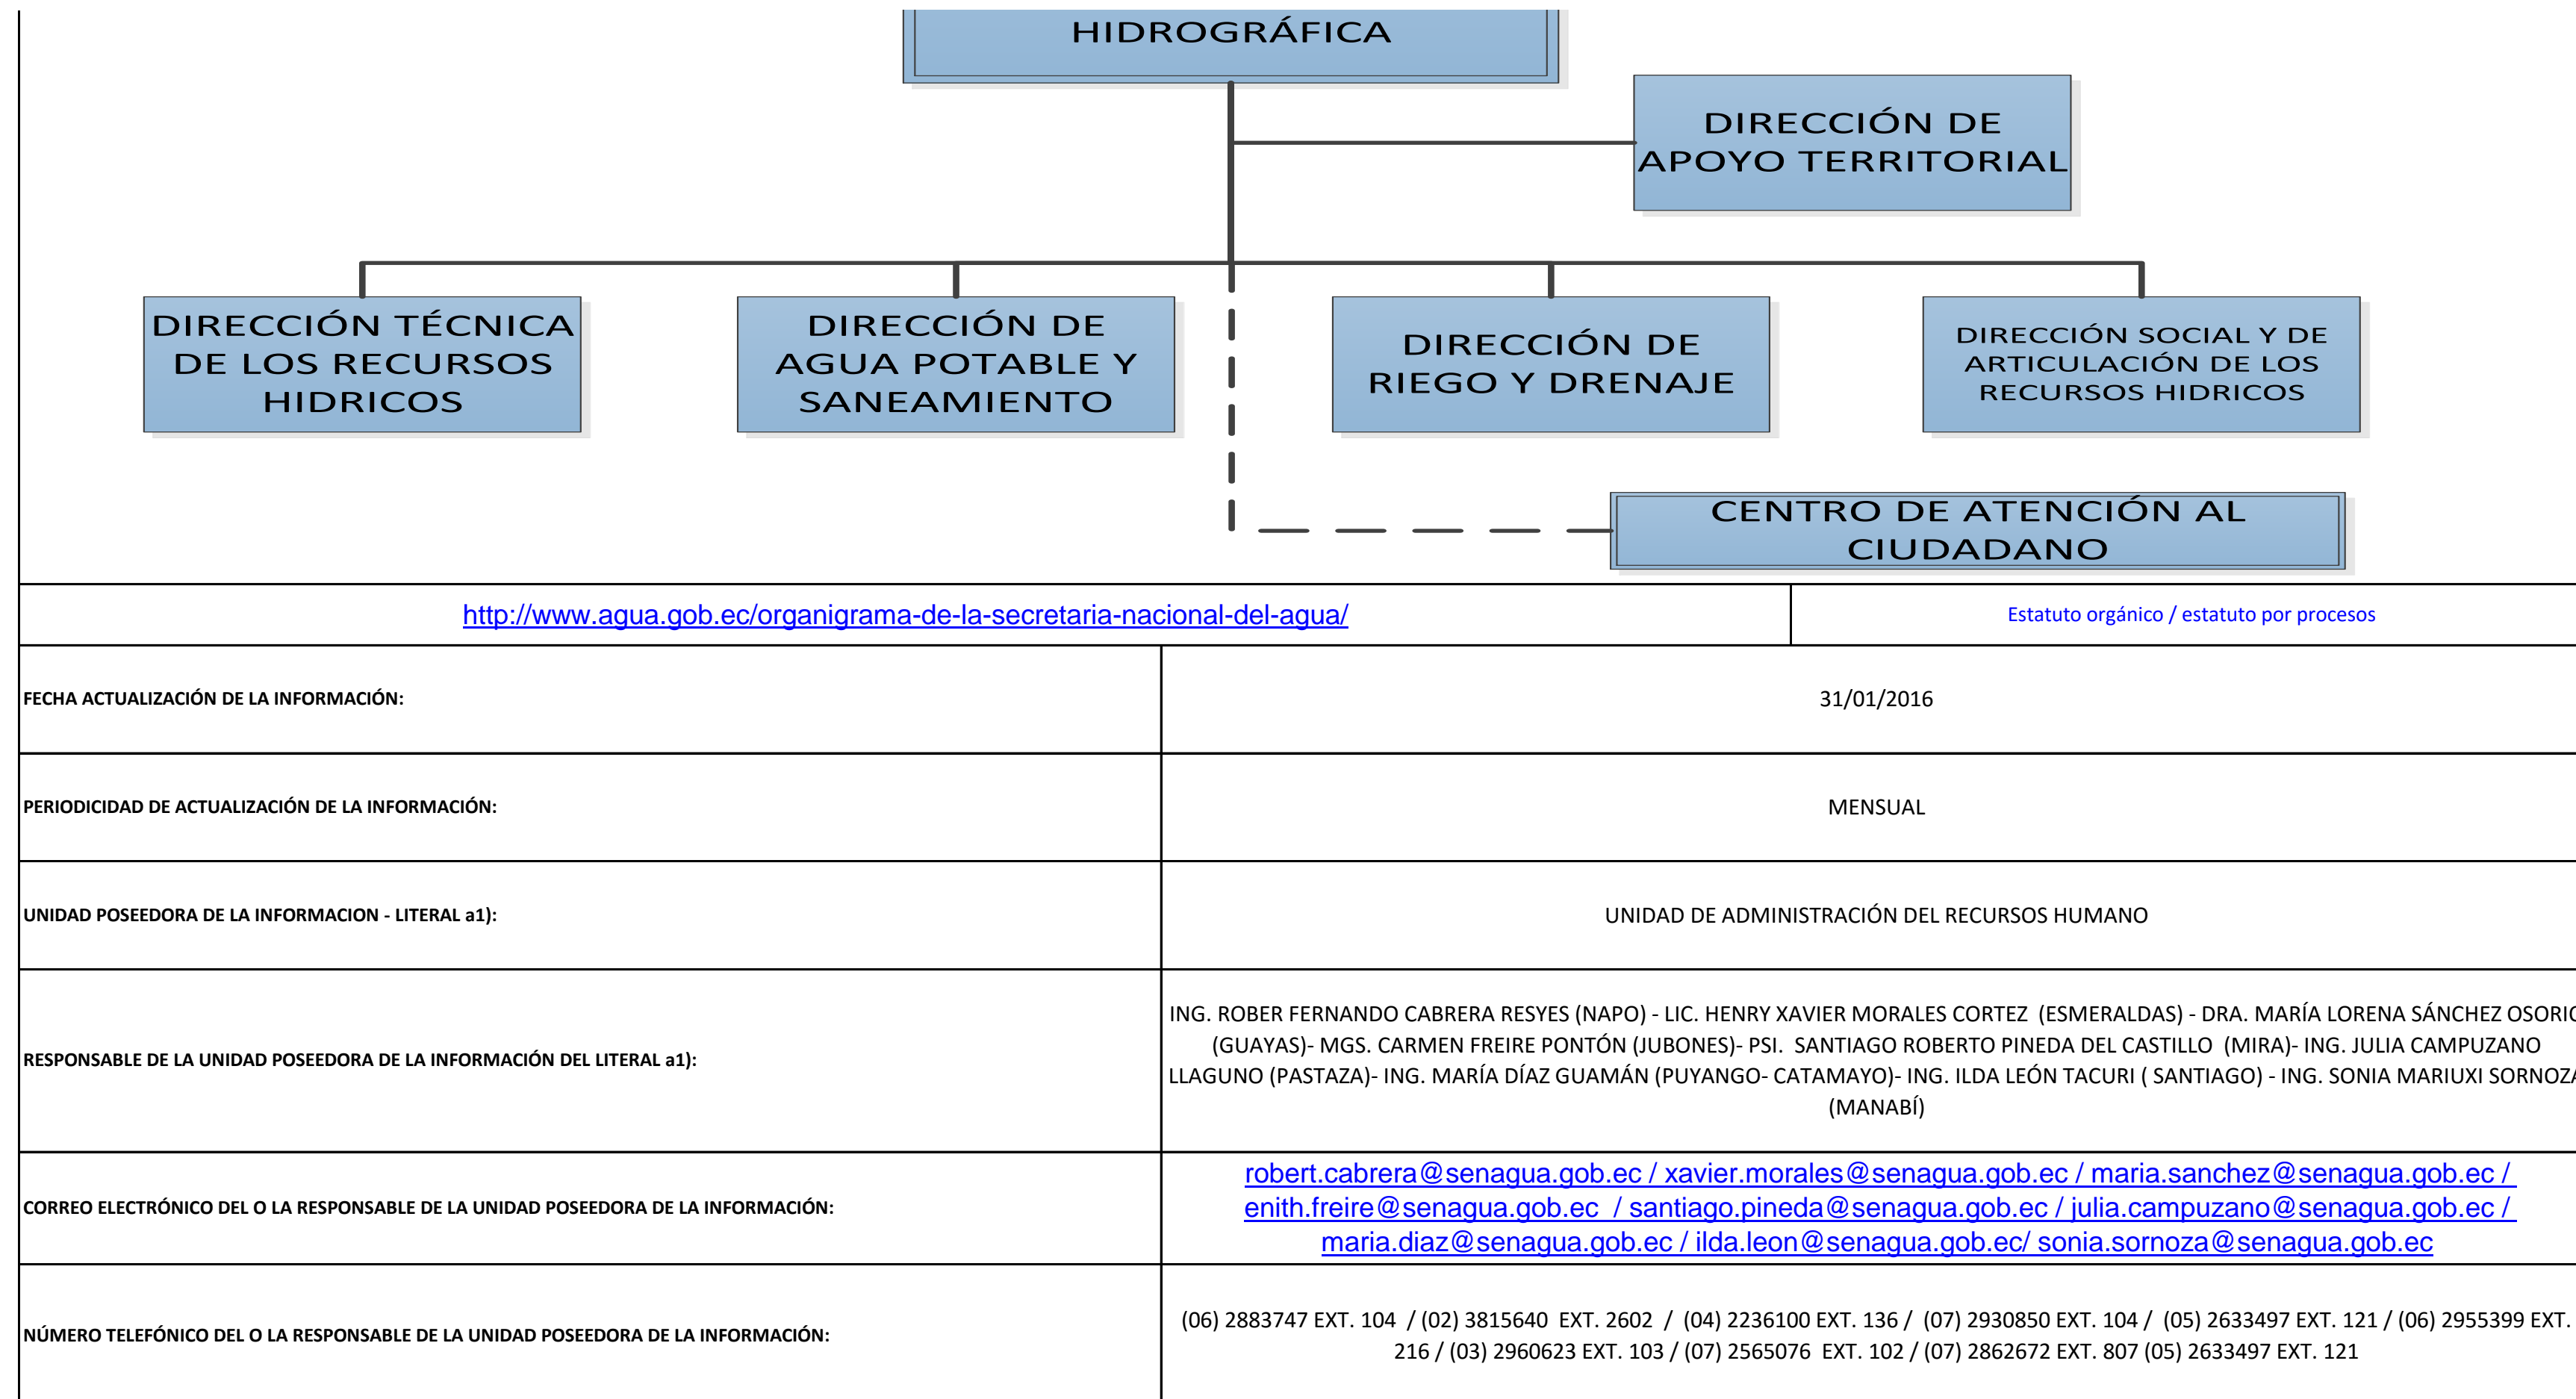 HIDROGRÁFICA
DIRECCIÓN DE
APOYO TERRITORIAL
DIRECCIÓN TÉCNICA
DE LOS RECURSOS
HIDRICOS
DIRECCIÓN DE
AGUA POTABLE Y
SANEAMIENTO
DIRECCIÓN DE
RIEGO Y DRENAJE
DIRECCIÓN SOCIAL Y DE
ARTICULACIÓN DE LOS
RECURSOS HIDRICOS
CENTRO DE ATENCIÓN AL
CIUDADANO
http://www.agua.gob.ec/organigrama-de-la-secretaria-nacional-del-agua/
Estatuto orgánico / estatuto por procesos
FECHA ACTUALIZACIÓN DE LA INFORMACIÓN:
31/01/2016
PERIODICIDAD DE ACTUALIZACIÓN DE LA INFORMACIÓN:
MENSUAL
UNIDAD POSEEDORA DE LA INFORMACION - LITERAL a1):
UNIDAD DE ADMINISTRACIÓN DEL RECURSOS HUMANO
RESPONSABLE DE LA UNIDAD POSEEDORA DE LA INFORMACIÓN DEL LITERAL a1):
ING. ROBER FERNANDO CABRERA RESYES (NAPO) - LIC. HENRY XAVIER MORALES CORTEZ (ESMERALDAS) - DRA. MARÍA LORENA SÁNCHEZ OSORIO
(GUAYAS)- MGS. CARMEN FREIRE PONTÓN (JUBONES)- PSI. SANTIAGO ROBERTO PINEDA DEL CASTILLO (MIRA)- ING. JULIA CAMPUZANO
LLAGUNO (PASTAZA)- ING. MARÍA DÍAZ GUAMÁN (PUYANGO- CATAMAYO)- ING. ILDA LEÓN TACURI ( SANTIAGO) - ING. SONIA MARIUXI SORNOZA
(MANABÍ)
CORREO ELECTRÓNICO DEL O LA RESPONSABLE DE LA UNIDAD POSEEDORA DE LA INFORMACIÓN:
robert.cabrera@senagua.gob.ec / xavier.morales@senagua.gob.ec / maria.sanchez@senagua.gob.ec /
enith.freire@senagua.gob.ec / santiago.pineda@senagua.gob.ec / julia.campuzano@senagua.gob.ec /
maria.diaz@senagua.gob.ec / ilda.leon@senagua.gob.ec/ sonia.sornoza@senagua.gob.ec
NÚMERO TELEFÓNICO DEL O LA RESPONSABLE DE LA UNIDAD POSEEDORA DE LA INFORMACIÓN:
(06) 2883747 EXT. 104 / (02) 3815640 EXT. 2602 / (04) 2236100 EXT. 136 / (07) 2930850 EXT. 104 / (05) 2633497 EXT. 121 / (06) 2955399 EXT.
216 / (03) 2960623 EXT. 103 / (07) 2565076 EXT. 102 / (07) 2862672 EXT. 807 (05) 2633497 EXT. 121